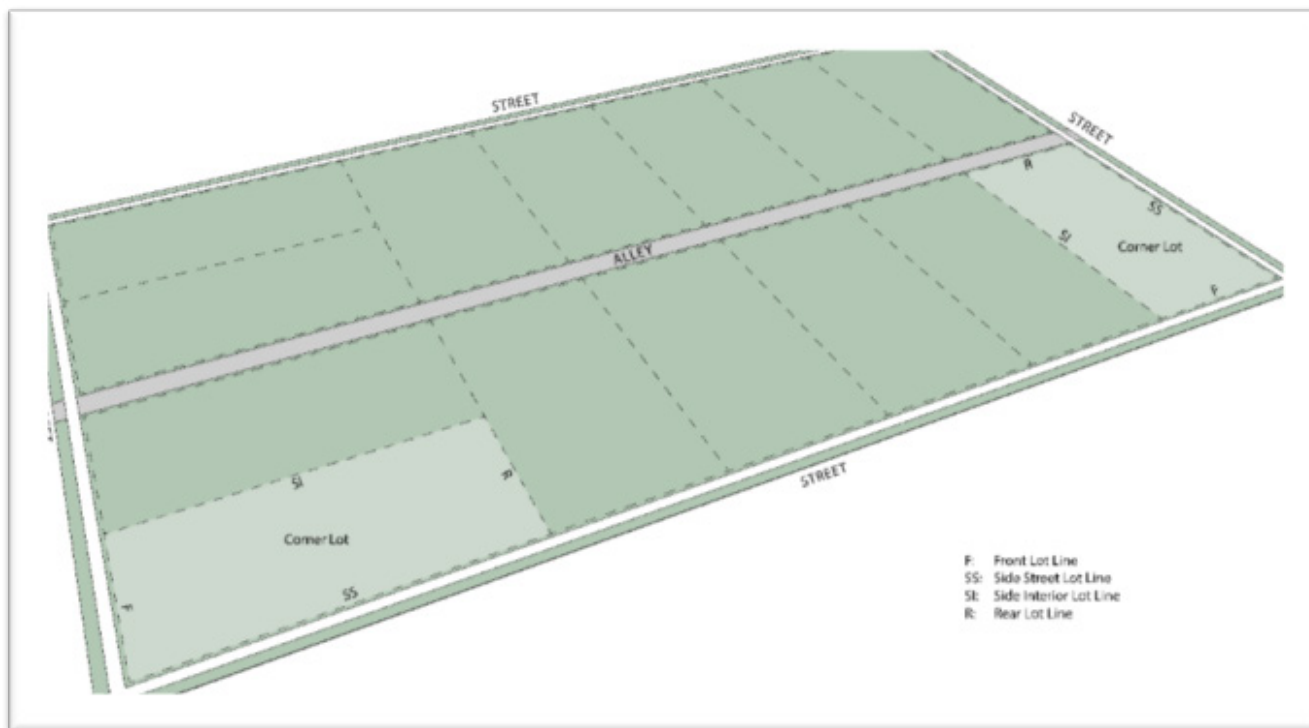 STREET
STREET
R
SS
ALLEY
SI
Corner Lot
F
STREET
SI
R
Corner Lot
SS
F
F: Front Lot Line
SS: Side Street Lot Line
SI: Side Interior Lot Line
R: Rear Lot Line